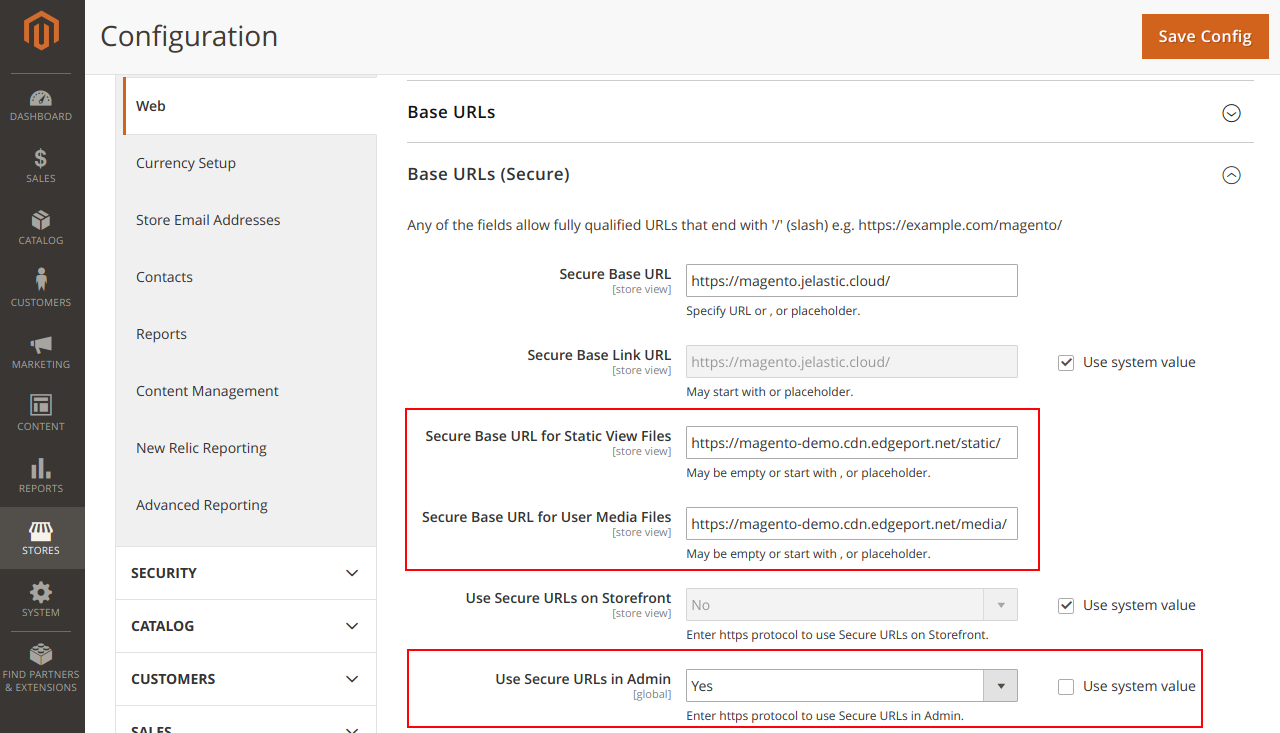 Configuration
Save Config
DASHBOARD
SALES
CATALOG
CUSTOMERS
MARKETING
CONTENT
REPORTS
STORES
SYSTEM
FIND PARTNERS
& EXTENSIONS
Web
Currency Setup
Store Email Addresses
Contacts
Reports
Content Management
New Relic Reporting
Advanced Reporting
SECURITY
CATALOG
CUSTOMERS
SALES
Base URLs
Base URLs (Secure)
Any of the fields allow fully qualified URLs that end with '/' (slash) e.g. https://example.com/magento/
Secure Base URL
[store view]
https://magento.jelastic.cloud/
Specify URL or , or placeholder.
Secure Base Link URL
[store view]
https://magento.jelastic.cloud/
Use system value
May start with or placeholder.
Secure Base URL for Static View Files
[store view]
https://magento-demo.cdn.edgeport.net/static/
May be empty or start with , or placeholder.
Secure Base URL for User Media Files
[store view]
https://magento-demo.cdn.edgeport.net/media/
May be empty or start with , or placeholder.
Use Secure URLs on Storefront
[store view]
No
Use system value
Enter https protocol to use Secure URLs on Storefront.
Use Secure URLs in Admin
[global]
Yes
Use system value
Enter https protocol to use Secure URLs in Admin.